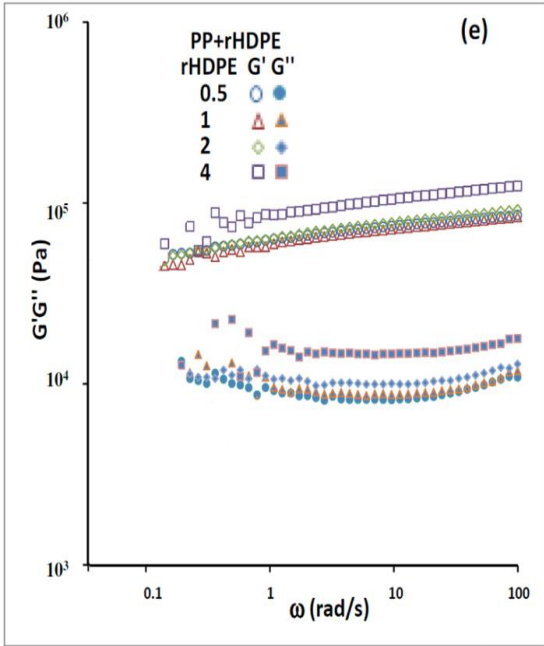 (e)
PP+rHDPE
rHDPE G' G''
0.5
1
2
4
10⁶
10⁵
10⁴
10³
G'G'' (Pa)
0.1 1 10 100
ω (rad/s)